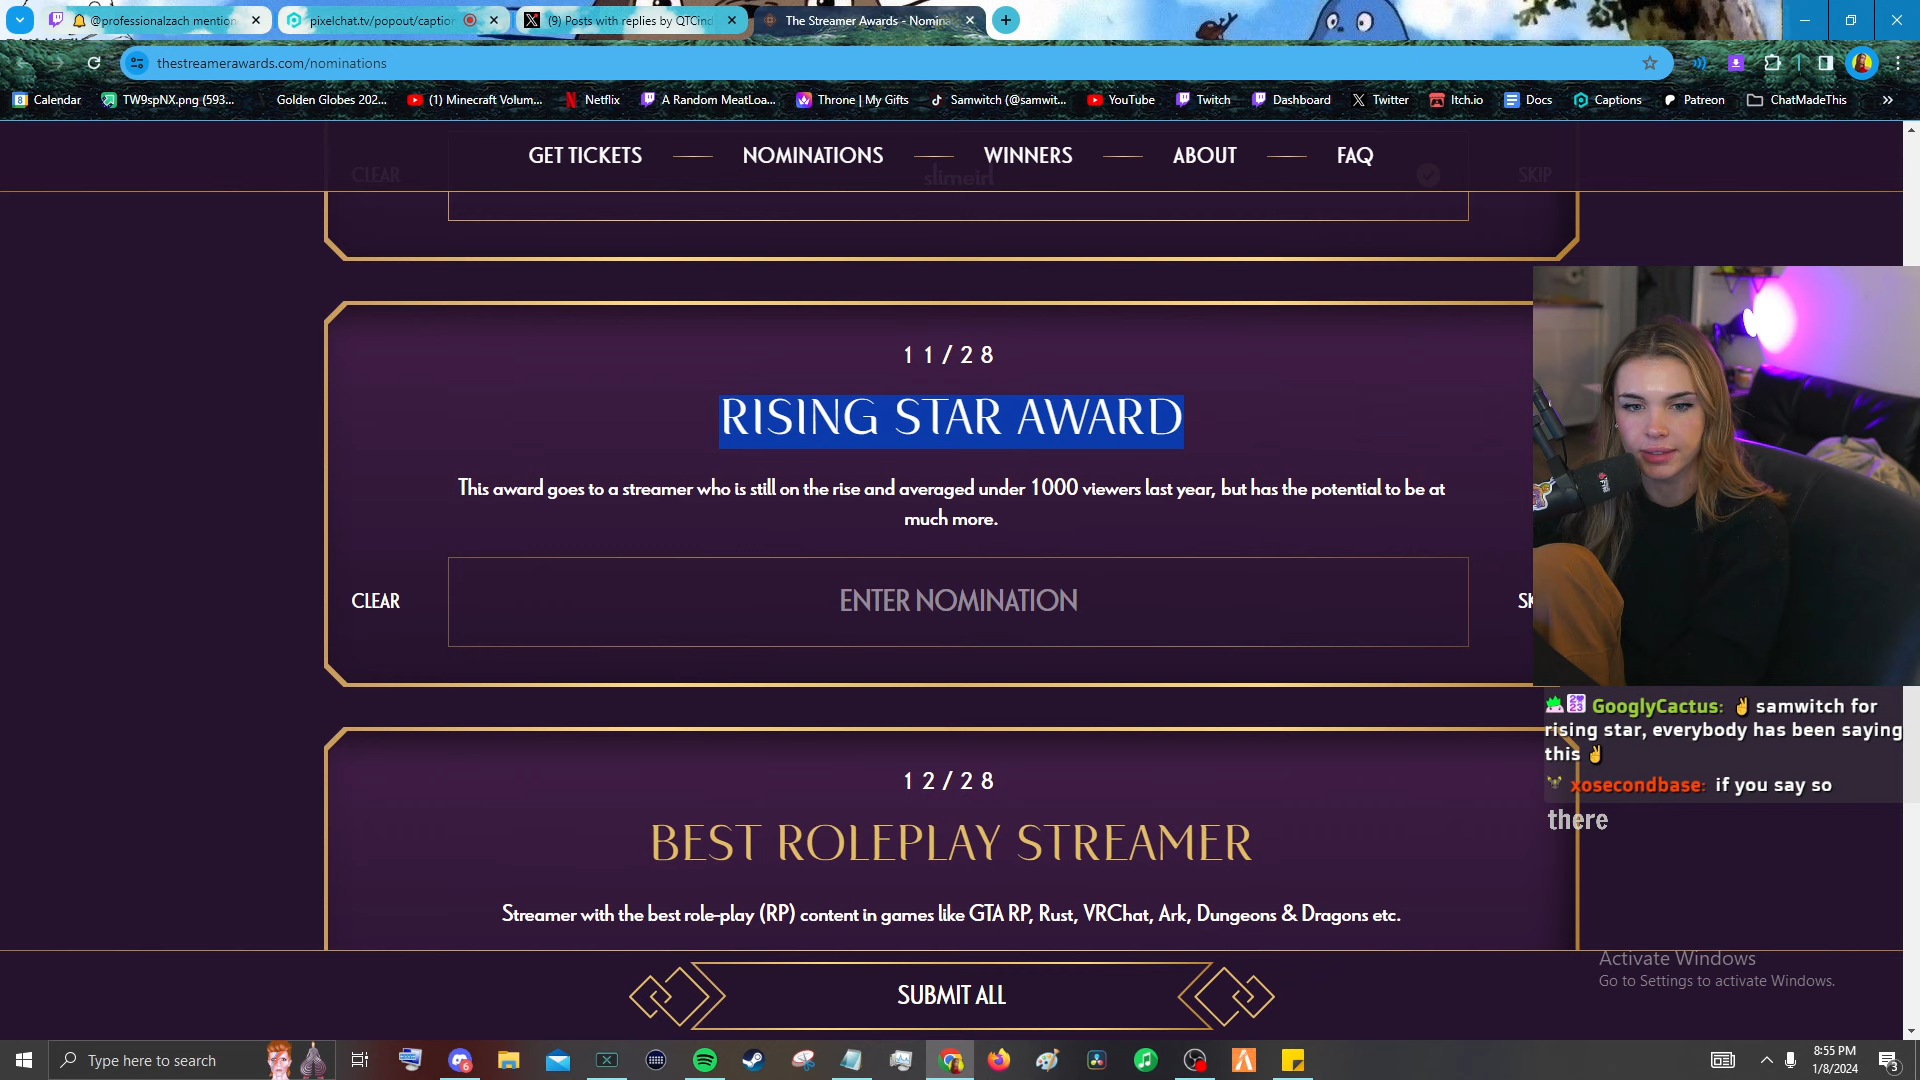 @professionalzach mention
pixelchat.tv/popout/caption
(9) Posts with replies by QTCind
The Streamer Awards - Nomina
thestreamerawards.com/nominations
Calendar
TW9spNX.png (593...
Golden Globes 202...
(1) Minecraft Volum...
Netflix
A Random MeatLoa...
Throne | My Gifts
Samwitch (@samwit...
YouTube
Twitch
Dashboard
Twitter
Itch.io
Docs
Captions
Patreon
ChatMadeThis
GET TICKETS
NOMINATIONS
WINNERS
ABOUT
FAQ
CLEAR
slimeirl
SKIP
11/28
RISING STAR AWARD
This award goes to a streamer who is still on the rise and averaged under 1000 viewers last year, but has the potential to be at
much more.
CLEAR
ENTER NOMINATION
SK
GooglyCactus: ✌ samwitch for
rising star, everybody has been saying
this ✌
xosecondbase: if you say so
there
12/28
BEST ROLEPLAY STREAMER
Streamer with the best role-play (RP) content in games like GTA RP, Rust, VRChat, Ark, Dungeons & Dragons etc.
Activate Windows
Go to Settings to activate Windows.
SUBMIT ALL
Type here to search
8:55 PM
1/8/2024